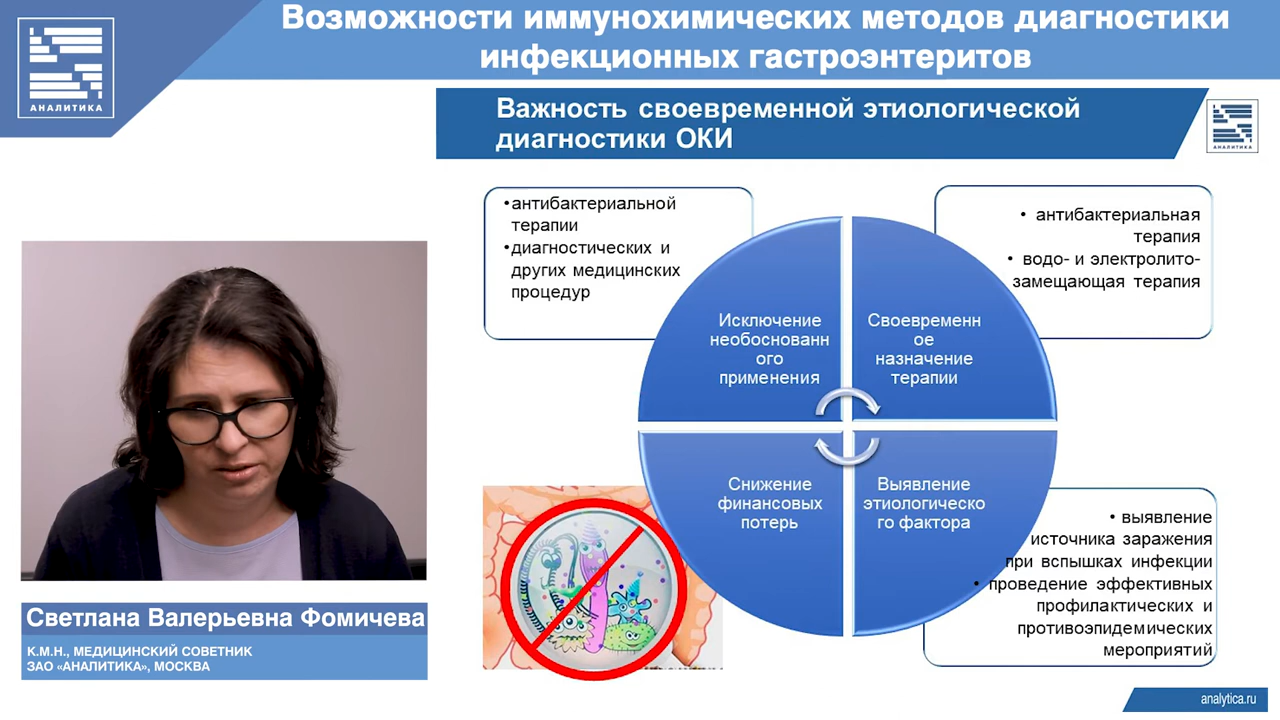 Возможности иммунохимических методов диагностики
инфекционных гастроэнтеритов
АНАЛИТИКА
Важность своевременной этиологической
диагностики ОКИ
АНАЛИТИКА
•антибактериальной
терапии
•диагностических и
других медицинских
процедур
• антибактериальная
терапия
• водо- и электролито-
замещающая терапия
Исключение
необоснованн
ого
применения
Своевременн
ое
назначение
терапии
Снижение
финансовых
потерь
Выявление
этиологическо
го фактора
• выявление
источника заражения
при вспышках инфекции
• проведение эффективных
профилактических и
противоэпидемических
мероприятий
Светлана Валерьевна Фомичева
К.М.Н., МЕДИЦИНСКИЙ СОВЕТНИК
ЗАО «АНАЛИТИКА», МОСКВА
analytica.ru